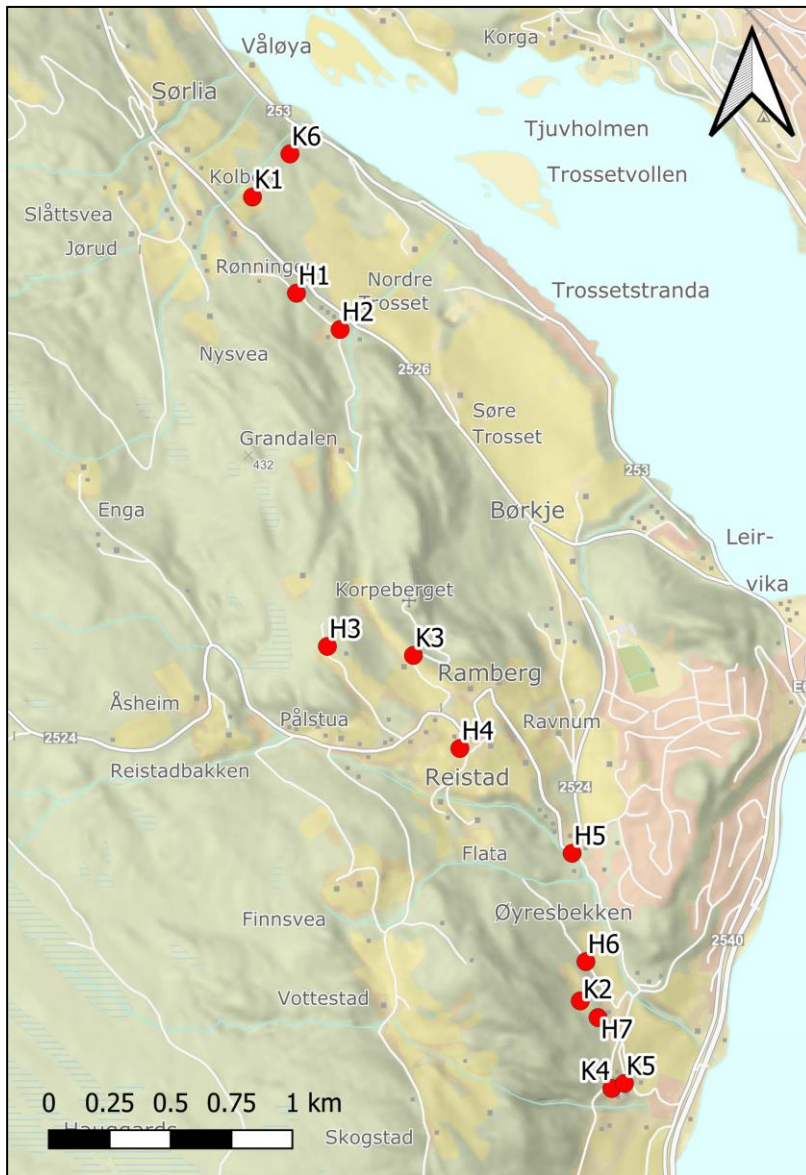 Våløya
Korga
Sørlia
253
Tjuvholmen
K6
Trossetvollen
K1
Slåttsvea
Jørud
H1
Nordre
Trosset
Trossetstranda
H2
Nysvea
2526
Søre
Trosset
Grandalen
432
253
Enga
Børkje
Leir-
vika
Korpeberget
H3
K3
Ramberg
Åsheim
Pålstua
Ravnum
2524
H4
Reistadbakken
Reistad
2524
H5
Flata
Øyresbekken
Finnsvea
2540
H6
Vottestad
K2
H7
K4
K5
0 0.25 0.5 0.75 1 km
Skogstad